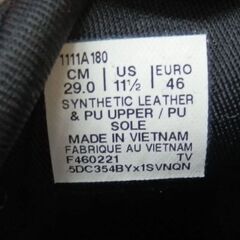 1111A180
CM US EURO
29.0 11½ 46
SYNTHETIC LEATHER
& PU UPPER / PU
SOLE
MADE IN VIETNAM
FABRIQUE AU VIETNAM
F460221 TV
5DC354BYx1SVNQN